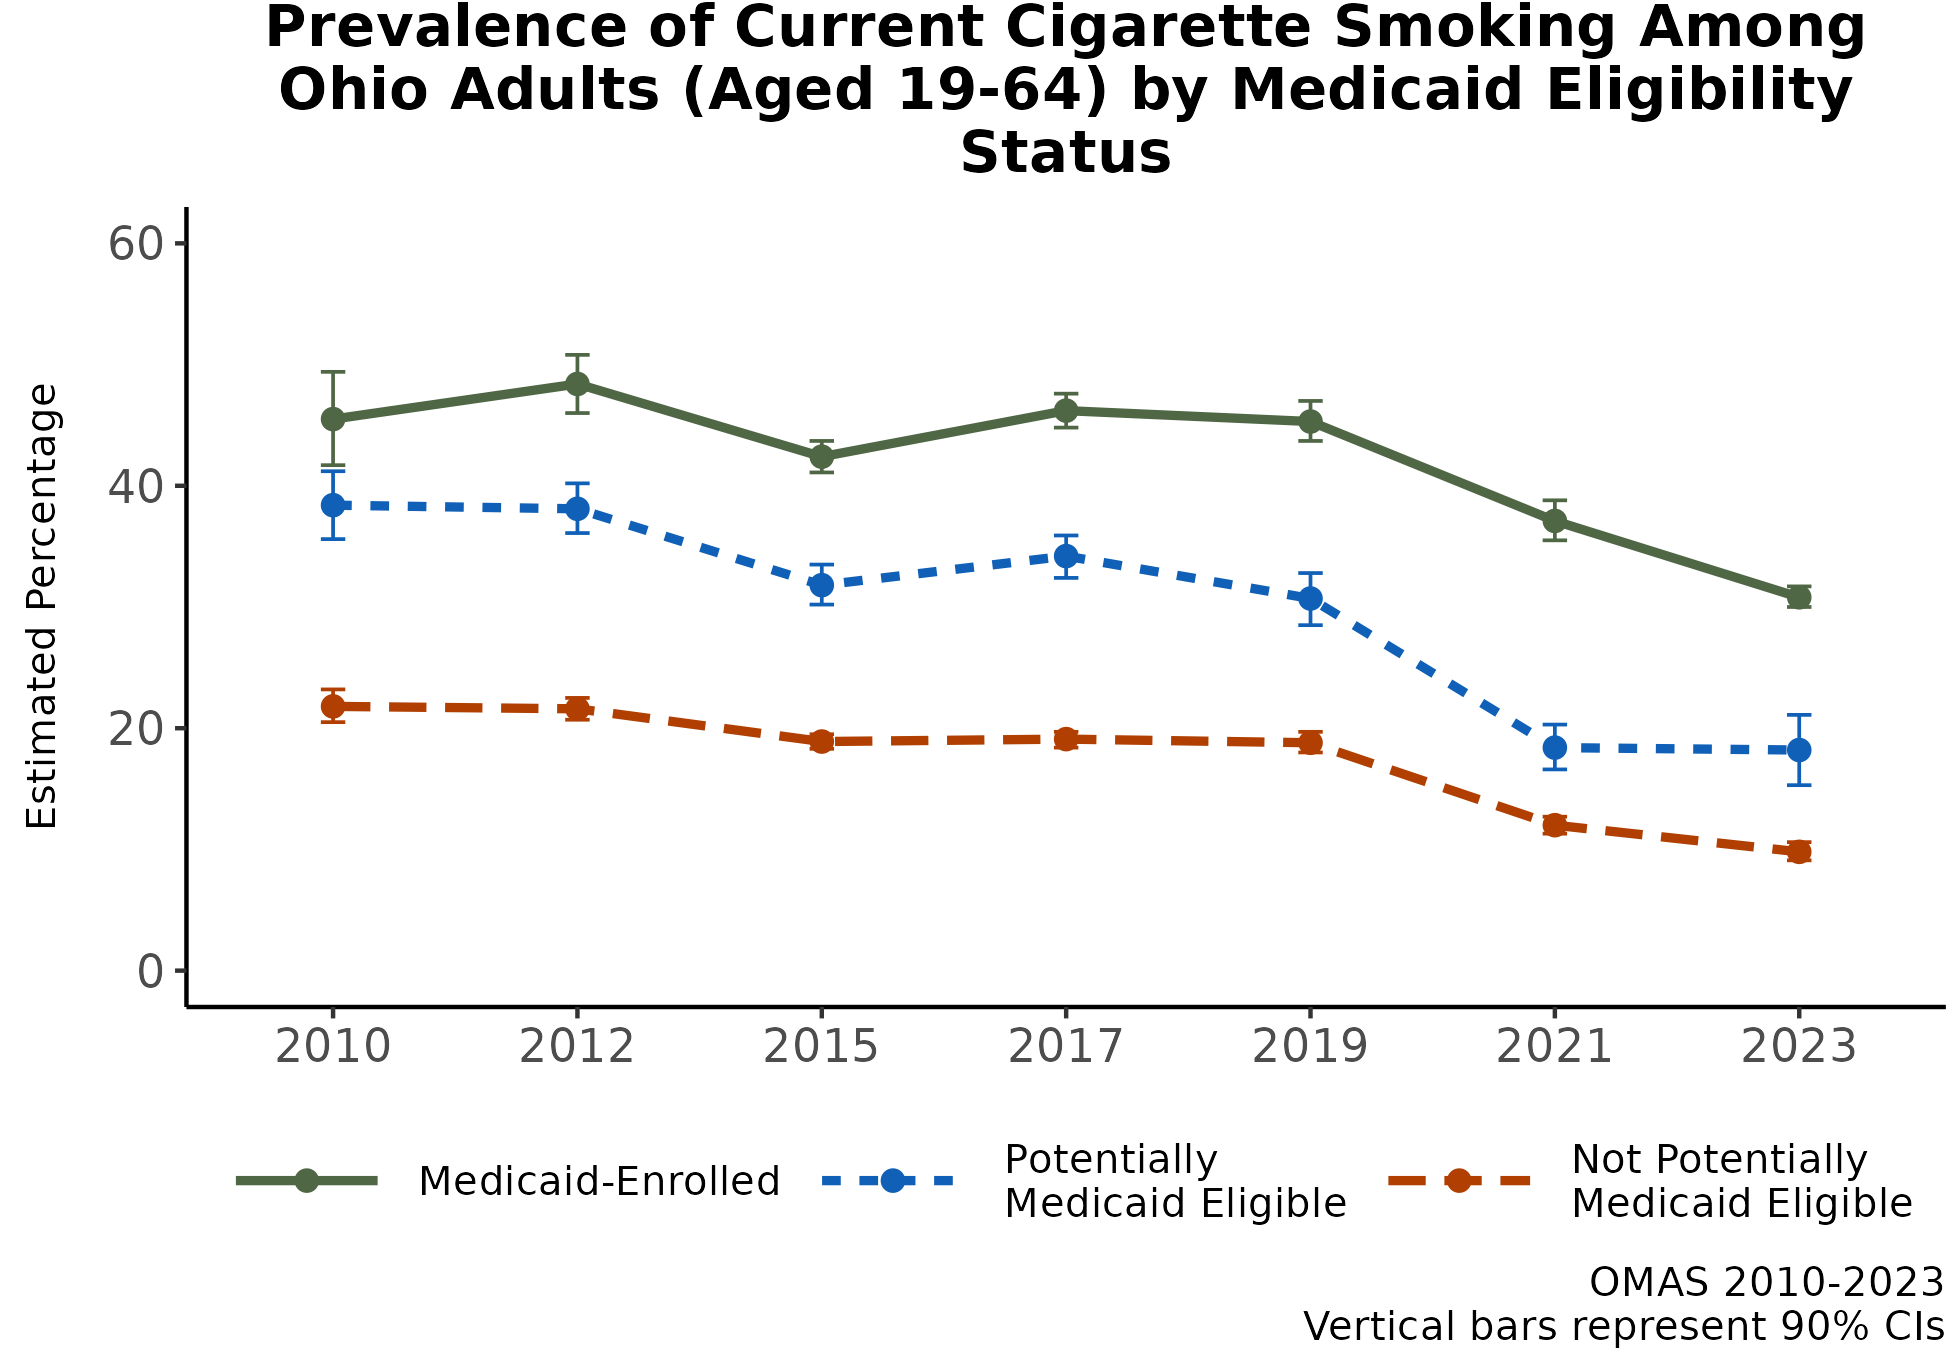 Prevalence of Current Cigarette Smoking Among
Ohio Adults (Aged 19-64) by Medicaid Eligibility
Status
Estimated Percentage
60
40
20
0
2010 2012 2015 2017 2019 2021 2023
Medicaid-Enrolled
Potentially
Medicaid Eligible
Not Potentially
Medicaid Eligible
OMAS 2010-2023
Vertical bars represent 90% CIs